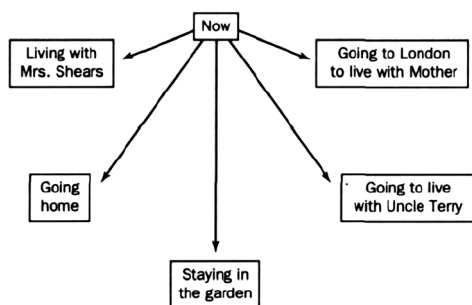 Now
Living with
Mrs. Shears
Going to London
to live with Mother
Going
home
Going to live
with Uncle Terry
Staying in
the garden